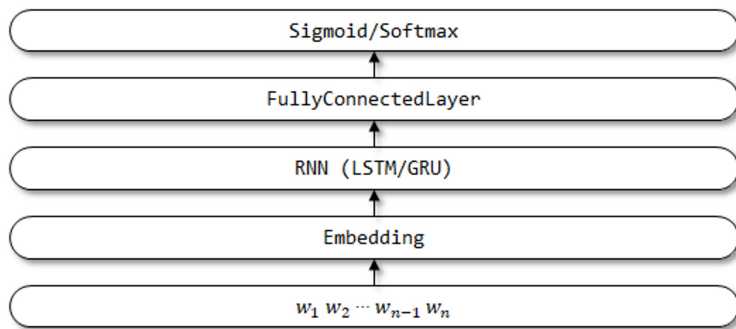 Sigmoid/Softmax
FullyConnectedLayer
RNN (LSTM/GRU)
Embedding
w₁ w₂ ⋯ wₙ₋₁ wₙ